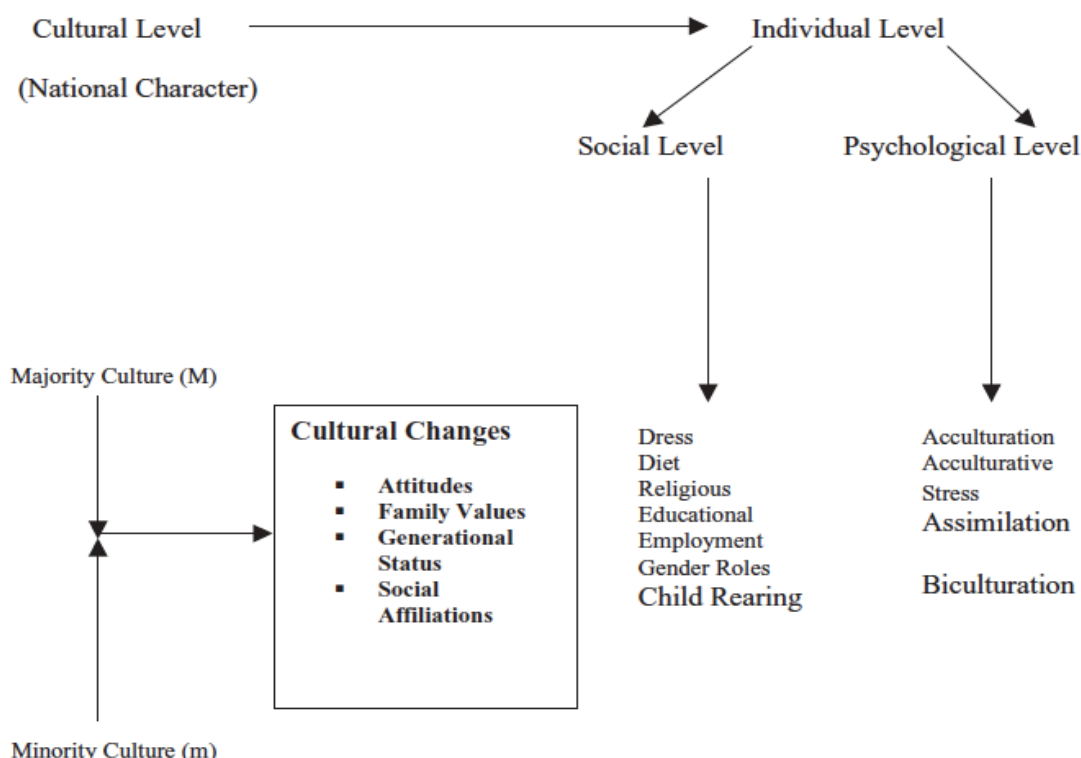 Cultural Level
Individual Level
(National Character)
Social Level
Psychological Level
Majority Culture (M)
Cultural Changes
▪ Attitudes
▪ Family Values
▪ Generational
Status
▪ Social
Affiliations
Dress
Diet
Religious
Educational
Employment
Gender Roles
Child Rearing
Acculturation
Acculturative
Stress
Assimilation
Biculturation
Minority Culture (m)